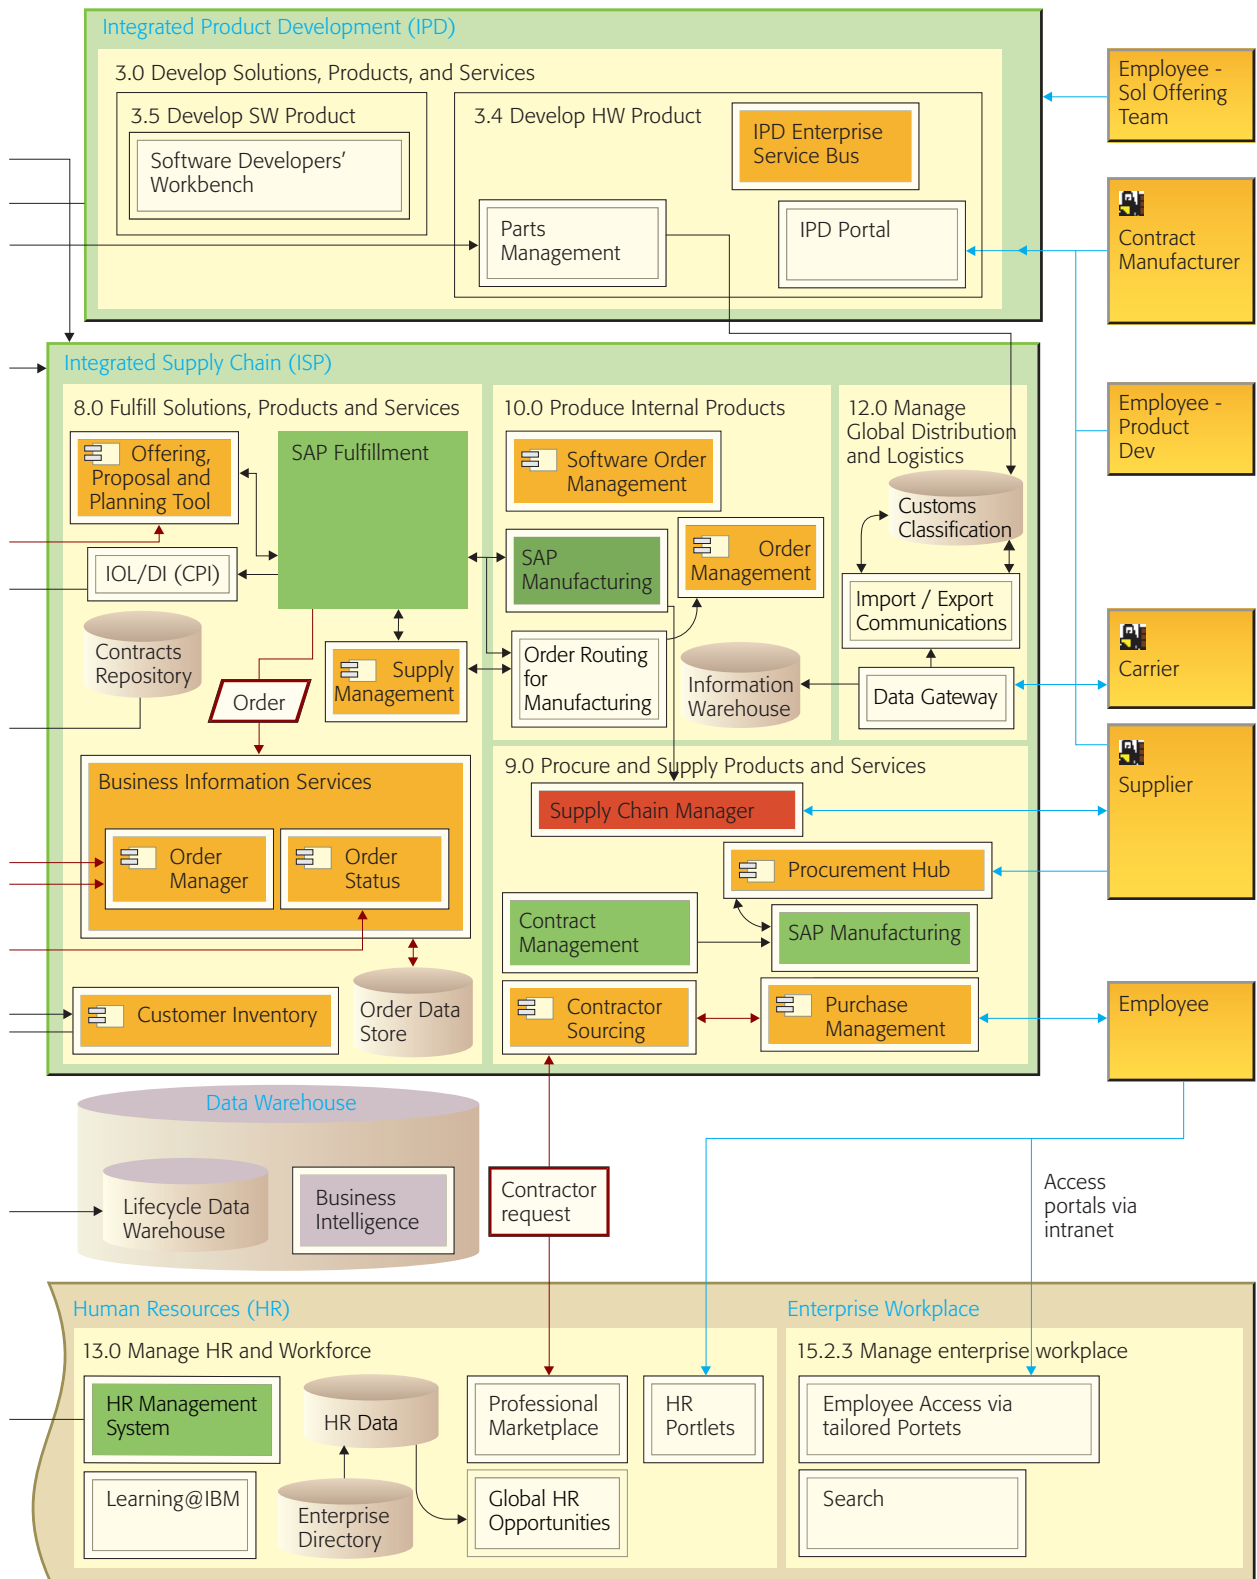 Integrated Product Development (IPD)
3.0 Develop Solutions, Products, and Services
3.5 Develop SW Product
Software Developers’
Workbench
3.4 Develop HW Product
IPD Enterprise
Service Bus
Parts
Management
IPD Portal
Employee -
Sol Offering
Team
Contract
Manufacturer
Employee -
Product
Dev
Carrier
Supplier
Employee
Integrated Supply Chain (ISP)
8.0 Fulfill Solutions, Products and Services
Offering,
Proposal and
Planning Tool
SAP Fulfillment
IOL/DI (CPI)
Contracts
Repository
Order
Supply
Management
Business Information Services
Order
Manager
Order
Status
Customer Inventory
Order Data
Store
10.0 Produce Internal Products
Software Order
Management
SAP
Manufacturing
Order
Management
Order Routing
for
Manufacturing
Information
Warehouse
12.0 Manage
Global Distribution
and Logistics
Customs
Classification
Import / Export
Communications
Data Gateway
9.0 Procure and Supply Products and Services
Supply Chain Manager
Procurement Hub
Contract
Management
SAP Manufacturing
Contractor
Sourcing
Purchase
Management
Data Warehouse
Lifecycle Data
Warehouse
Business
Intelligence
Contractor
request
Access
portals via
intranet
Human Resources (HR)
13.0 Manage HR and Workforce
HR Management
System
HR Data
Professional
Marketplace
HR
Portlets
Learning@IBM
Enterprise
Directory
Global HR
Opportunities
Enterprise Workplace
15.2.3 Manage enterprise workplace
Employee Access via
tailored Portets
Search